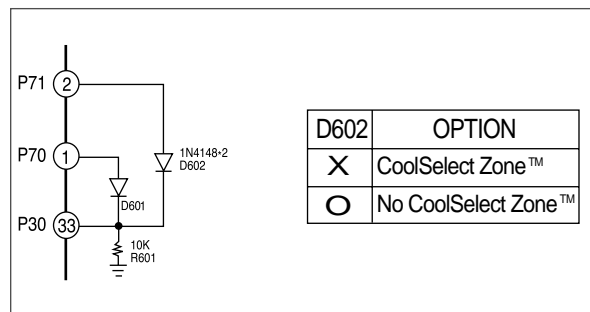 P71 2
P70 1
1N4148*2
D602
D601
P30 33
10K
R601
D602 OPTION
X CoolSelect Zone™
O No CoolSelect Zone™